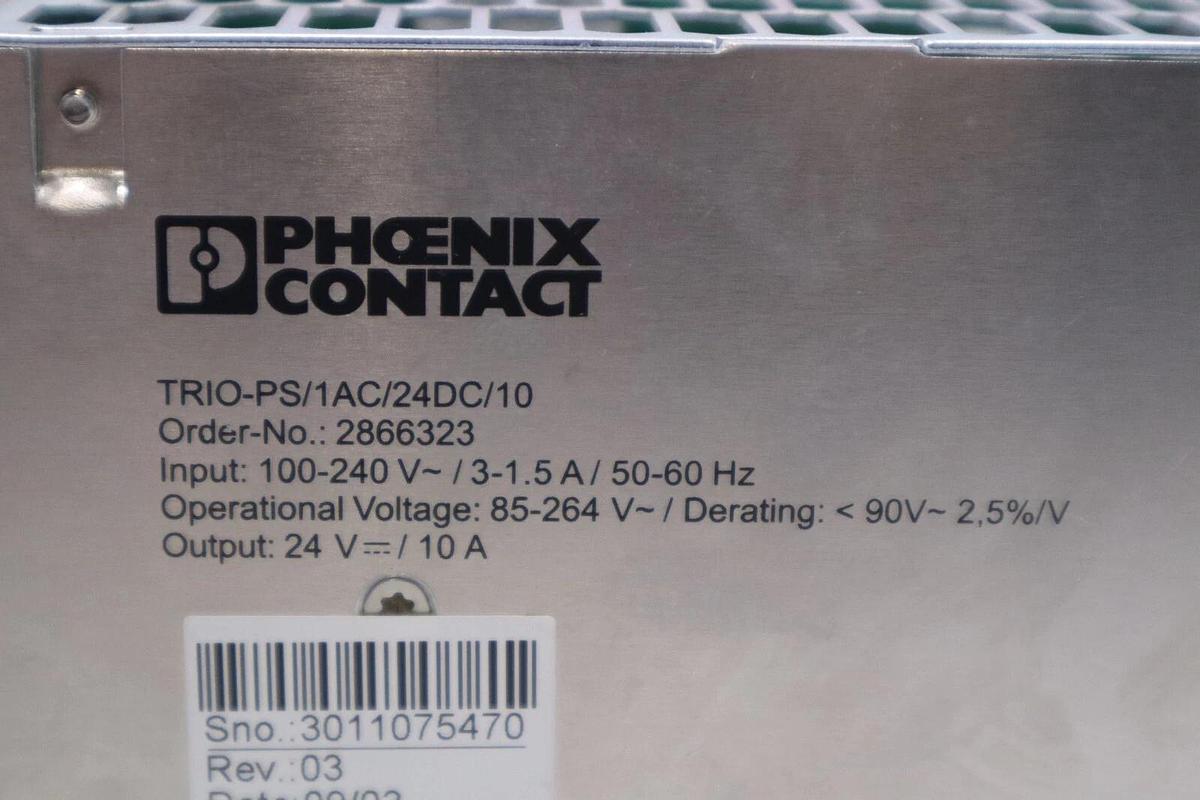 PHŒNIX
CONTACT
TRIO-PS/1AC/24DC/10
Order-No.: 2866323
Input: 100-240 V~ / 3-1.5 A / 50-60 Hz
Operational Voltage: 85-264 V~ / Derating: < 90V~ 2,5%/V
Output: 24 V⎓ / 10 A
Sno.:3011075470
Rev.:03